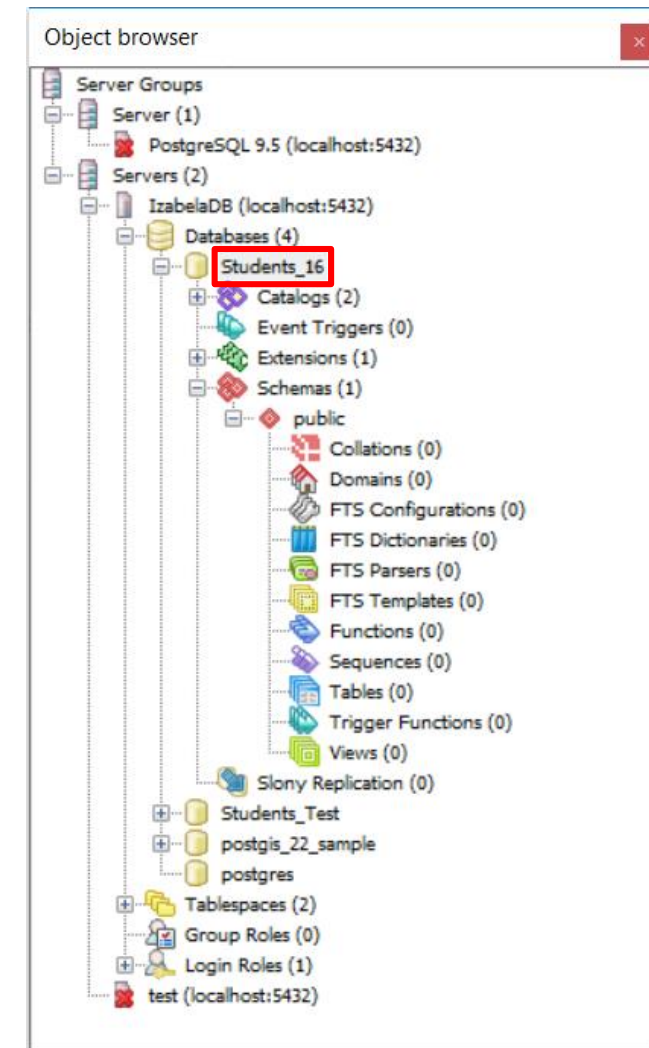 Object browser
Server Groups
Server (1)
PostgreSQL 9.5 (localhost:5432)
Servers (2)
IzabelaDB (localhost:5432)
Databases (4)
Students_16
Catalogs (2)
Event Triggers (0)
Extensions (1)
Schemas (1)
public
Collations (0)
Domains (0)
FTS Configurations (0)
FTS Dictionaries (0)
FTS Parsers (0)
FTS Templates (0)
Functions (0)
Sequences (0)
Tables (0)
Trigger Functions (0)
Views (0)
Slony Replication (0)
Students_Test
postgis_22_sample
postgres
Tablespaces (2)
Group Roles (0)
Login Roles (1)
test (localhost:5432)